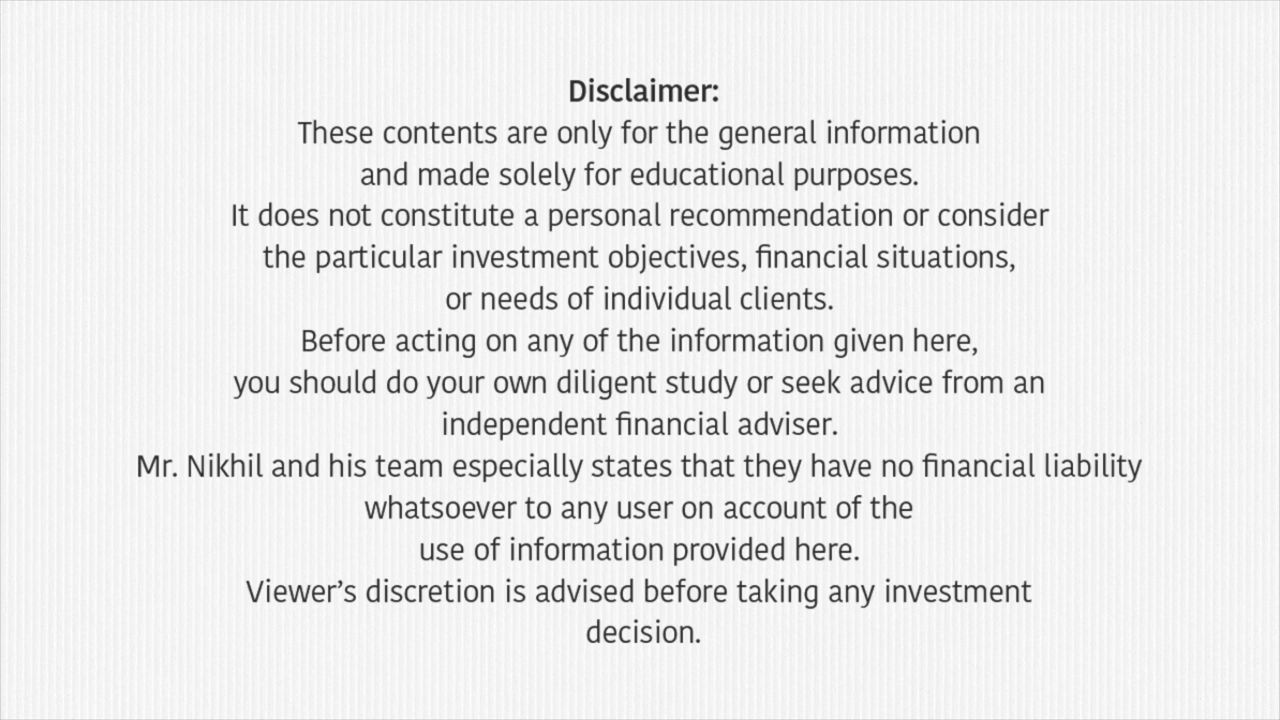 Disclaimer:
These contents are only for the general information
and made solely for educational purposes.
It does not constitute a personal recommendation or consider
the particular investment objectives, financial situations,
or needs of individual clients.
Before acting on any of the information given here,
you should do your own diligent study or seek advice from an
independent financial adviser.
Mr. Nikhil and his team especially states that they have no financial liability
whatsoever to any user on account of the
use of information provided here.
Viewer’s discretion is advised before taking any investment
decision.